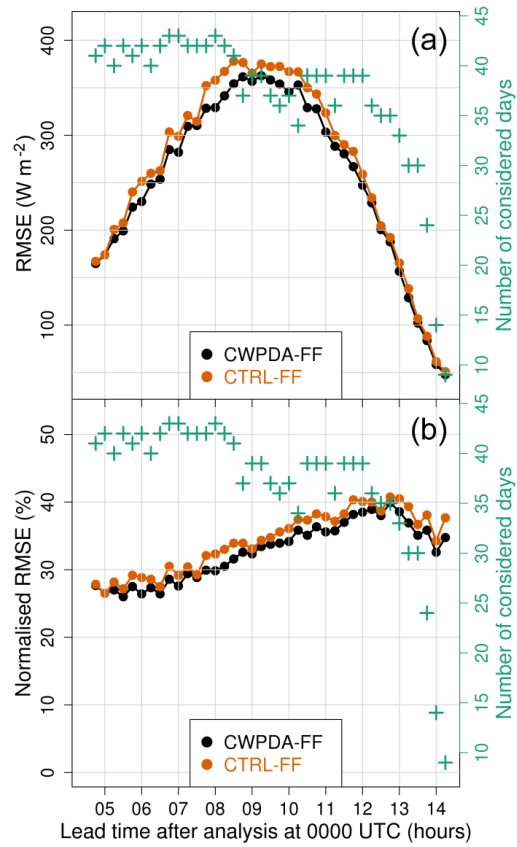 (a)
RMSE (W m-2)
400
300
200
100
Number of considered days
45
40
35
30
25
20
15
10
CWPDA-FF
CTRL-FF
(b)
Normalised RMSE (%)
50
40
30
20
10
0
Number of considered days
45
40
35
30
25
20
15
10
CWPDA-FF
CTRL-FF
05 06 07 08 09 10 11 12 13 14
Lead time after analysis at 0000 UTC (hours)